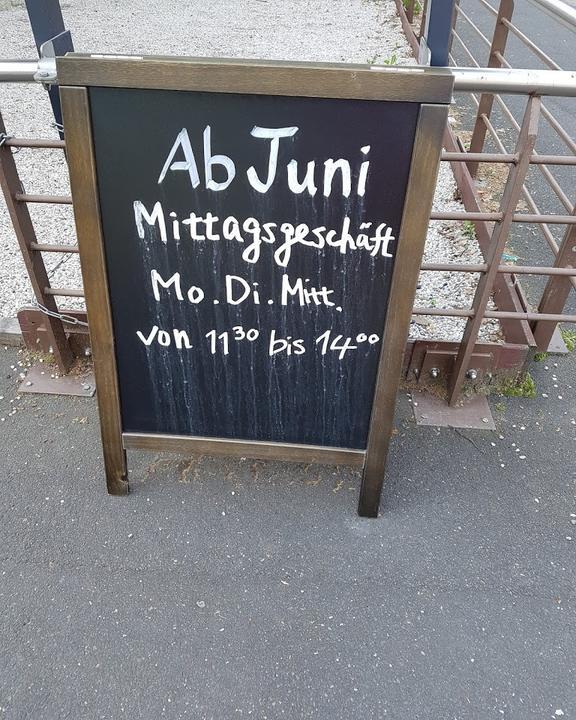 Ab Juni
Mittagsgeschäft
Mo. Di. Mitt.
von 11³⁰ bis 14⁰⁰